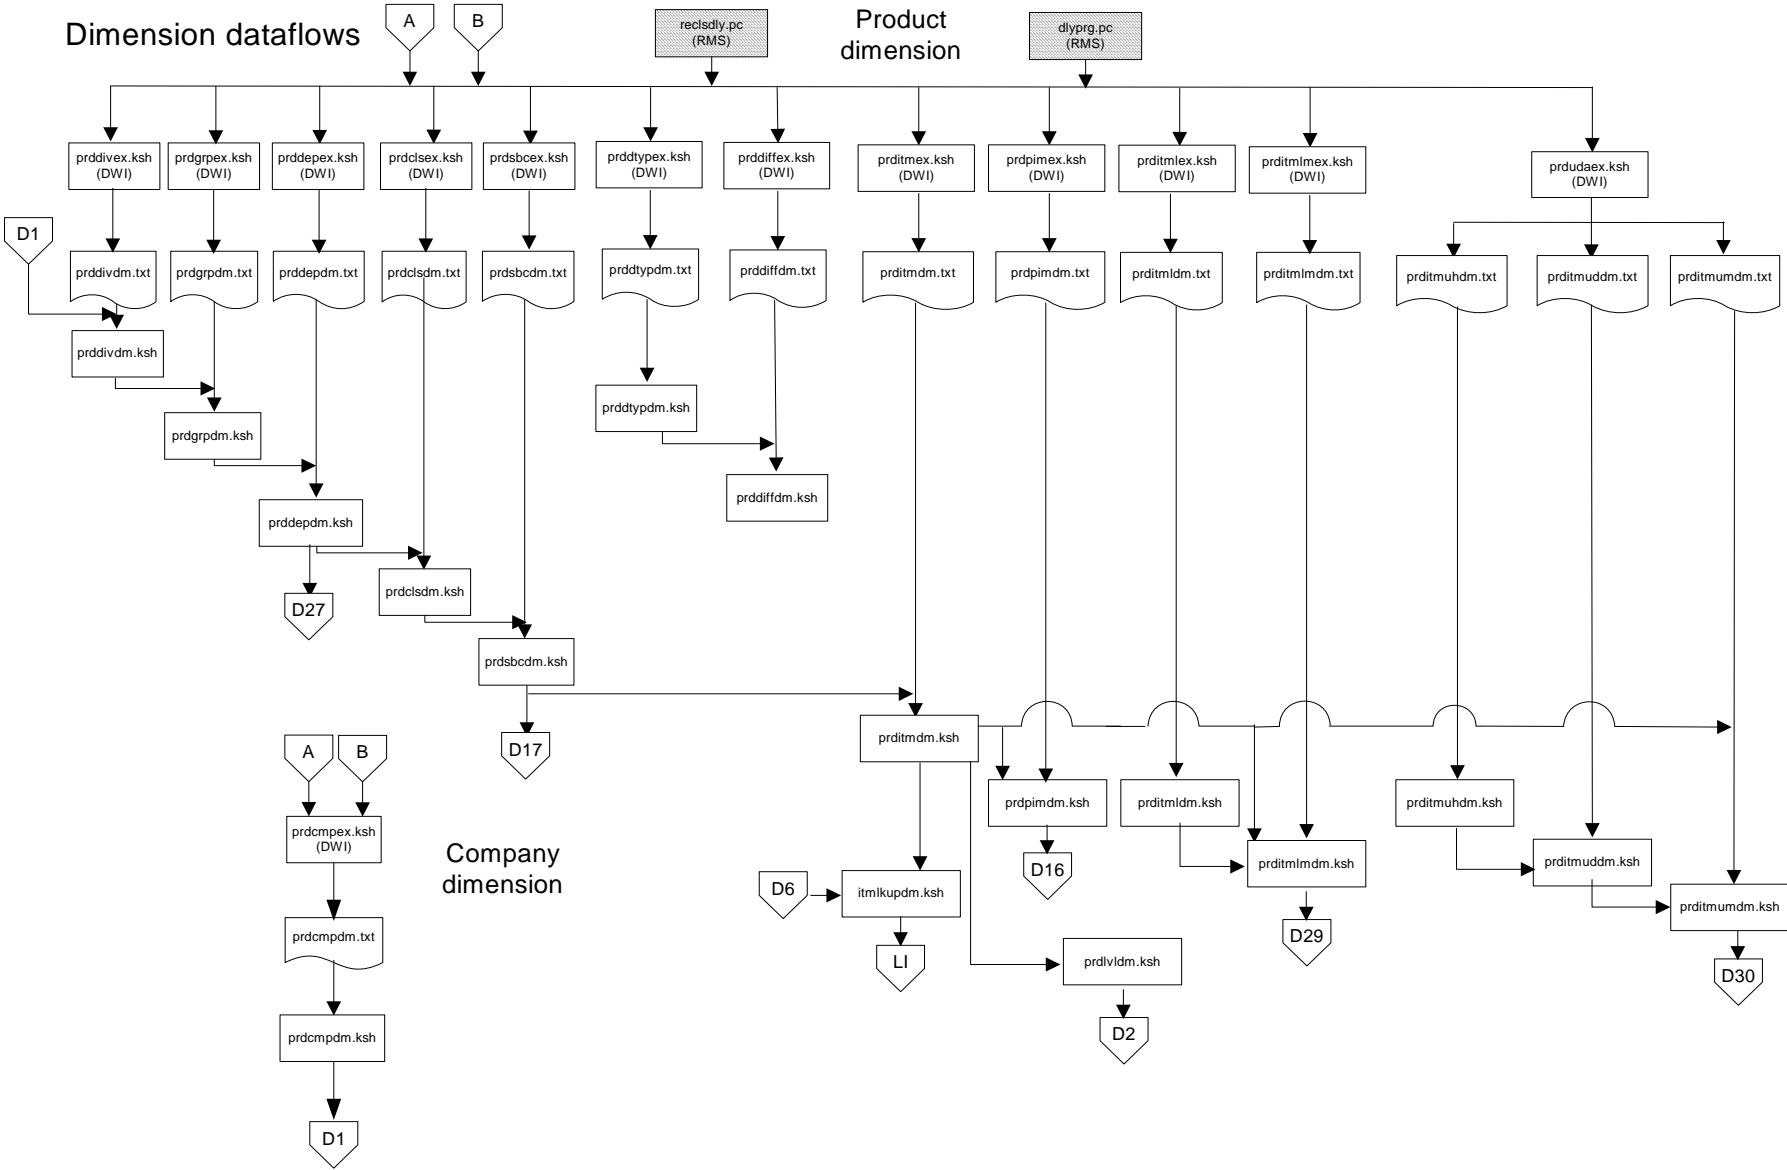 Dimension dataflows
A
B
reclsdly.pc
(RMS)
Product
dimension
dlyprg.pc
(RMS)
prddivex.ksh
(DWI)
prdgrpex.ksh
(DWI)
prddepex.ksh
(DWI)
prdclsex.ksh
(DWI)
prdsbcex.ksh
(DWI)
prddtypex.ksh
(DWI)
prddiffex.ksh
(DWI)
prditmex.ksh
(DWI)
prdpimex.ksh
(DWI)
prditmlex.ksh
(DWI)
prditmlmex.ksh
(DWI)
prdudaex.ksh
(DWI)
D1
prddivdm.txt
prdgrpdm.txt
prddepdm.txt
prdclsdm.txt
prdsbcdm.txt
prddtypdm.txt
prddiffdm.txt
prditmdm.txt
prdpimdm.txt
prditmldm.txt
prditmlmdm.txt
prditmuhdm.txt
prditmuddm.txt
prditmumdm.txt
prddivdm.ksh
prddtypdm.ksh
prdgrpdm.ksh
prddiffdm.ksh
prddepdm.ksh
prdclsdm.ksh
D27
prdsbcdm.ksh
prditmdm.ksh
A
B
D17
prdpimdm.ksh
prditmldm.ksh
prditmuhdm.ksh
prdcmpex.ksh
(DWI)
Company
dimension
D16
prditmlmdm.ksh
prditmuddm.ksh
D6
itmlkupdm.ksh
prditmumdm.ksh
prdcmpdm.txt
D29
LI
prdlvldm.ksh
D30
prdcmpdm.ksh
D2
D1